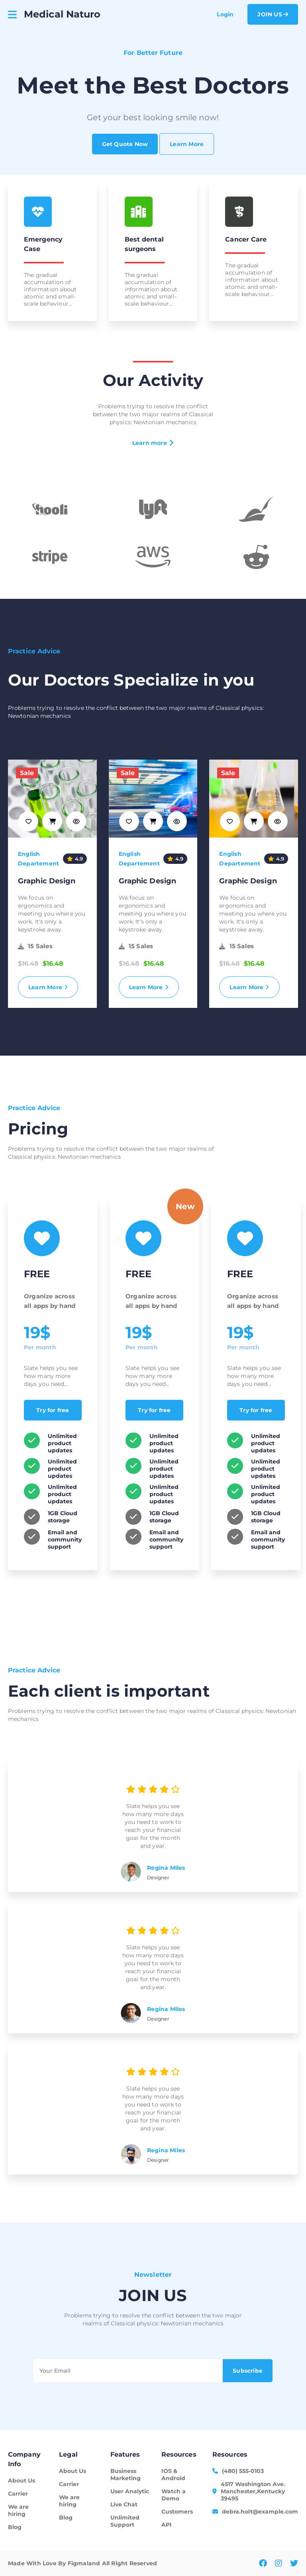 Medical Naturo
Login
JOIN US
For Better Future
Meet the Best Doctors
Get your best looking smile now!
Get Quote Now
Learn More
Emergency
Case
The gradual
accumulation of
information about
atomic and small-
scale behaviour...
Best dental
surgeons
The gradual
accumulation of
information about
atomic and small-
scale behaviour...
Cancer Care
The gradual
accumulation of
information about
atomic and small-
scale behaviour...
Our Activity
Problems trying to resolve the conflict
between the two major realms of Classical
physics: Newtonian mechanics
Learn more
hooli
lyft
stripe
aws
Practice Advice
Our Doctors Specialize in you
Problems trying to resolve the conflict between the two major realms of Classical physics:
Newtonian mechanics
Sale
English
Departement
4.9
Graphic Design
We focus on
ergonomics and
meeting you where you
work. It's only a
keystroke away.
15 Sales
$16.48 $16.48
Learn More
Sale
English
Departement
4.9
Graphic Design
We focus on
ergonomics and
meeting you where you
work. It's only a
keystroke away.
15 Sales
$16.48 $16.48
Learn More
Sale
English
Departement
4.9
Graphic Design
We focus on
ergonomics and
meeting you where you
work. It's only a
keystroke away.
15 Sales
$16.48 $16.48
Learn More
Practice Advice
Pricing
Problems trying to resolve the conflict between the two major realms of
Classical physics: Newtonian mechanics
FREE
Organize across
all apps by hand
19$
Per month
Slate helps you see
how many more
days you need...
Try for free
Unlimited
product
updates
Unlimited
product
updates
Unlimited
product
updates
1GB Cloud
storage
Email and
community
support
New
FREE
Organize across
all apps by hand
19$
Per month
Slate helps you see
how many more
days you need...
Try for free
Unlimited
product
updates
Unlimited
product
updates
Unlimited
product
updates
1GB Cloud
storage
Email and
community
support
FREE
Organize across
all apps by hand
19$
Per month
Slate helps you see
how many more
days you need...
Try for free
Unlimited
product
updates
Unlimited
product
updates
Unlimited
product
updates
1GB Cloud
storage
Email and
community
support
Practice Advice
Each client is important
Problems trying to resolve the conflict between the two major realms of Classical physics: Newtonian
mechanics
Slate helps you see
how many more days
you need to work to
reach your financial
goal for the month
and year.
Regina Miles
Designer
Slate helps you see
how many more days
you need to work to
reach your financial
goal for the month
and year.
Regina Miles
Designer
Slate helps you see
how many more days
you need to work to
reach your financial
goal for the month
and year.
Regina Miles
Designer
Newsletter
JOIN US
Problems trying to resolve the conflict between the two major
realms of Classical physics: Newtonian mechanics
Your Email
Subscribe
Company
Info
About Us
Carrier
We are
hiring
Blog
Legal
About Us
Carrier
We are
hiring
Blog
Features
Business
Marketing
User Analytic
Live Chat
Unlimited
Support
Resources
IOS &
Android
Watch a
Demo
Customers
API
Resources
(480) 555-0103
4517 Washington Ave.
Manchester,Kentucky
39495
debra.holt@example.com
Made With Love By Figmaland All Right Reserved